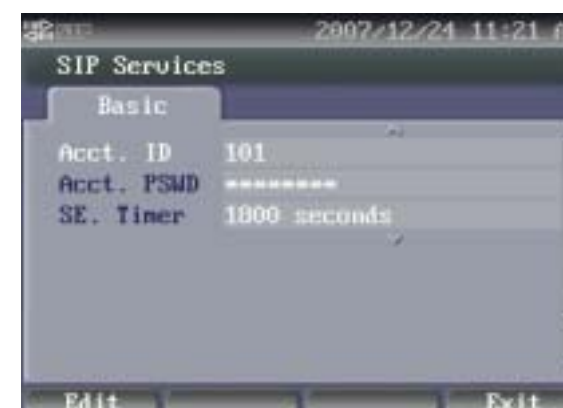 2007/12/24 11:21
SIP Services
Basic
Acct. ID 101
Acct. PSWD ********
SE. Timer 1800 seconds
Edit Exit